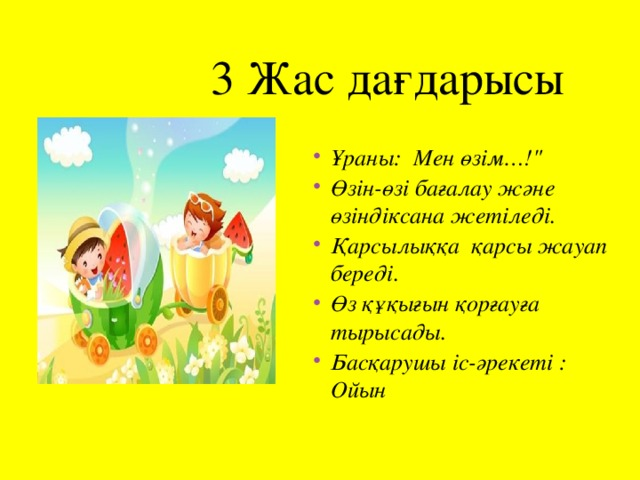 3 Жас дағдарысы
• Ұраны:  Мен өзім…!"
• Өзін-өзі бағалау және
өзіндіксана жетіледі.
• Қарсылыққа  қарсы жауап
береді.
• Өз құқығын қорғауға
тырысады.
• Басқарушы іс-әрекеті :
Ойын